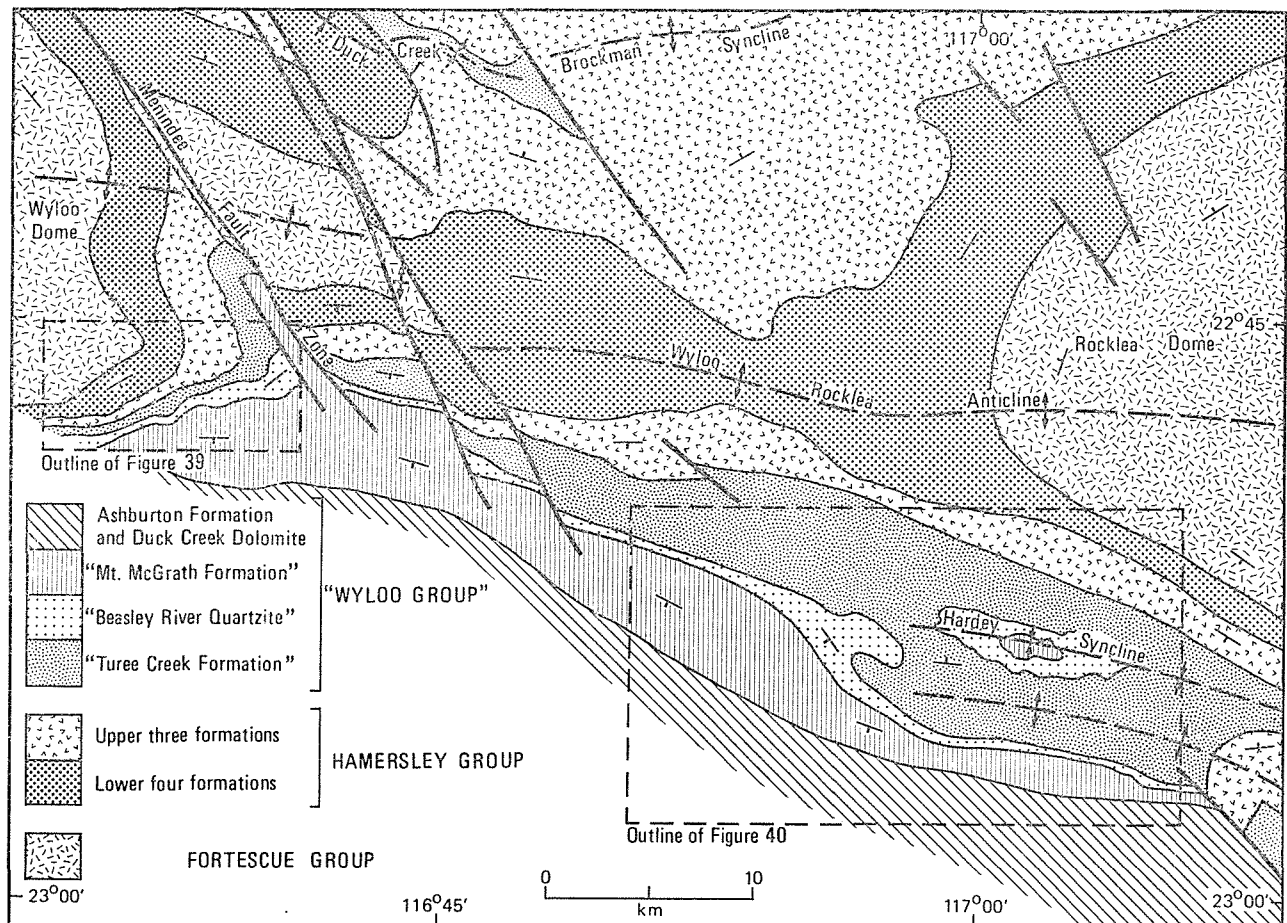 117°00'
Duck Creek
Brockman Syncline
Wyloo
Dome
Fault
Zone
22°45'
Rocklea Dome
Wyloo Rocklea Anticline
Outline of Figure 39
Ashburton Formation
and Duck Creek Dolomite
"Mt. McGrath Formation"
"Beasley River Quartzite"
"Turee Creek Formation"
"WYLOO GROUP"
Hardey Syncline
Upper three formations
Lower four formations
HAMERSLEY GROUP
Outline of Figure 40
FORTESCUE GROUP
0 10
km
23°00'
116°45'
117°00'
23°00'